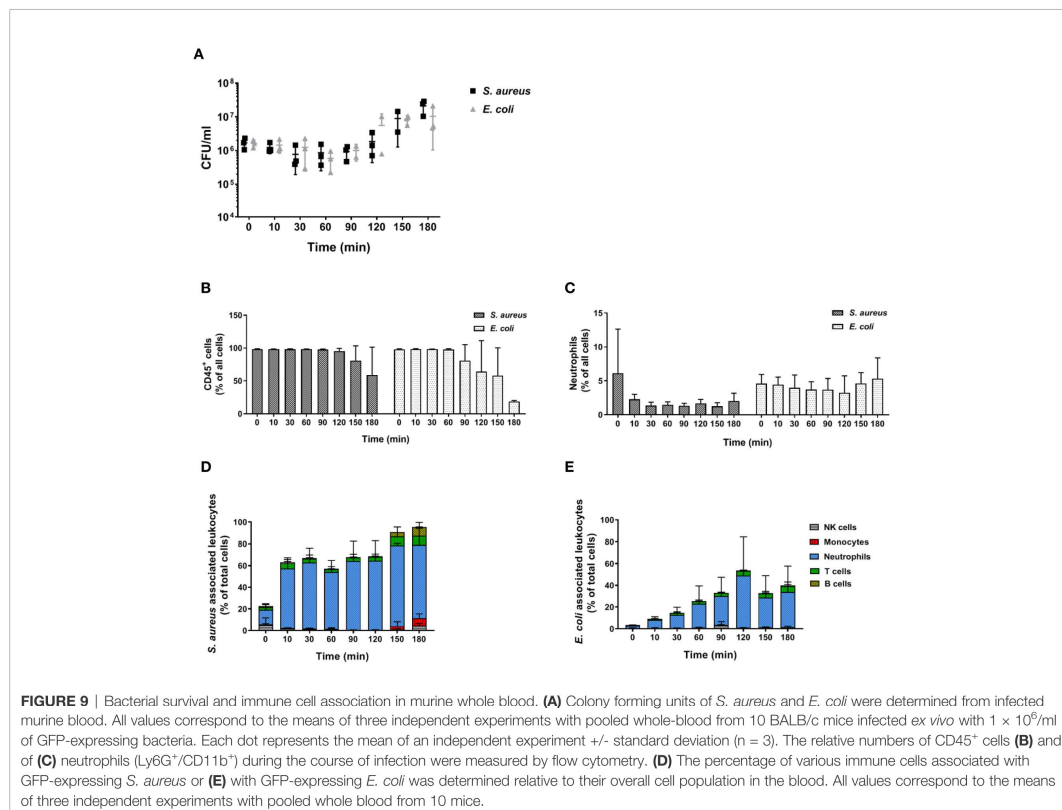 A
10⁸
10⁷
10⁶
10⁵
10⁴
CFU/ml
0 10 30 60 90 120 150 180
Time (min)
S. aureus
E. coli
B
150
100
50
0
CD45⁺ cells
(% of all cells)
0 10 30 60 90 120 150 180 0 10 30 60 90 120 150 180
Time (min)
S. aureus
E. coli
C
15
10
5
0
Neutrophils
(% of all cells)
0 10 30 60 90 120 150 180 0 10 30 60 90 120 150 180
Time (min)
S. aureus
E. coli
D
100
80
60
40
20
0
S. aureus associated leukocytes
(% of total cells)
0 10 30 60 90 120 150 180
Time (min)
E
100
80
60
40
20
0
E. coli associated leukocytes
(% of total cells)
0 10 30 60 90 120 150 180
Time (min)
NK cells
Monocytes
Neutrophils
T cells
B cells
FIGURE 9 | Bacterial survival and immune cell association in murine whole blood. (A) Colony forming units of S. aureus and E. coli were determined from infected
murine blood. All values correspond to the means of three independent experiments with pooled whole-blood from 10 BALB/c mice infected ex vivo with 1 × 10⁶/ml
of GFP-expressing bacteria. Each dot represents the mean of an independent experiment +/- standard deviation (n = 3). The relative numbers of CD45⁺ cells (B) and
of (C) neutrophils (Ly6G⁺/CD11b⁺) during the course of infection were measured by flow cytometry. (D) The percentage of various immune cells associated with
GFP-expressing S. aureus or (E) with GFP-expressing E. coli was determined relative to their overall cell population in the blood. All values correspond to the means
of three independent experiments with pooled whole blood from 10 mice.